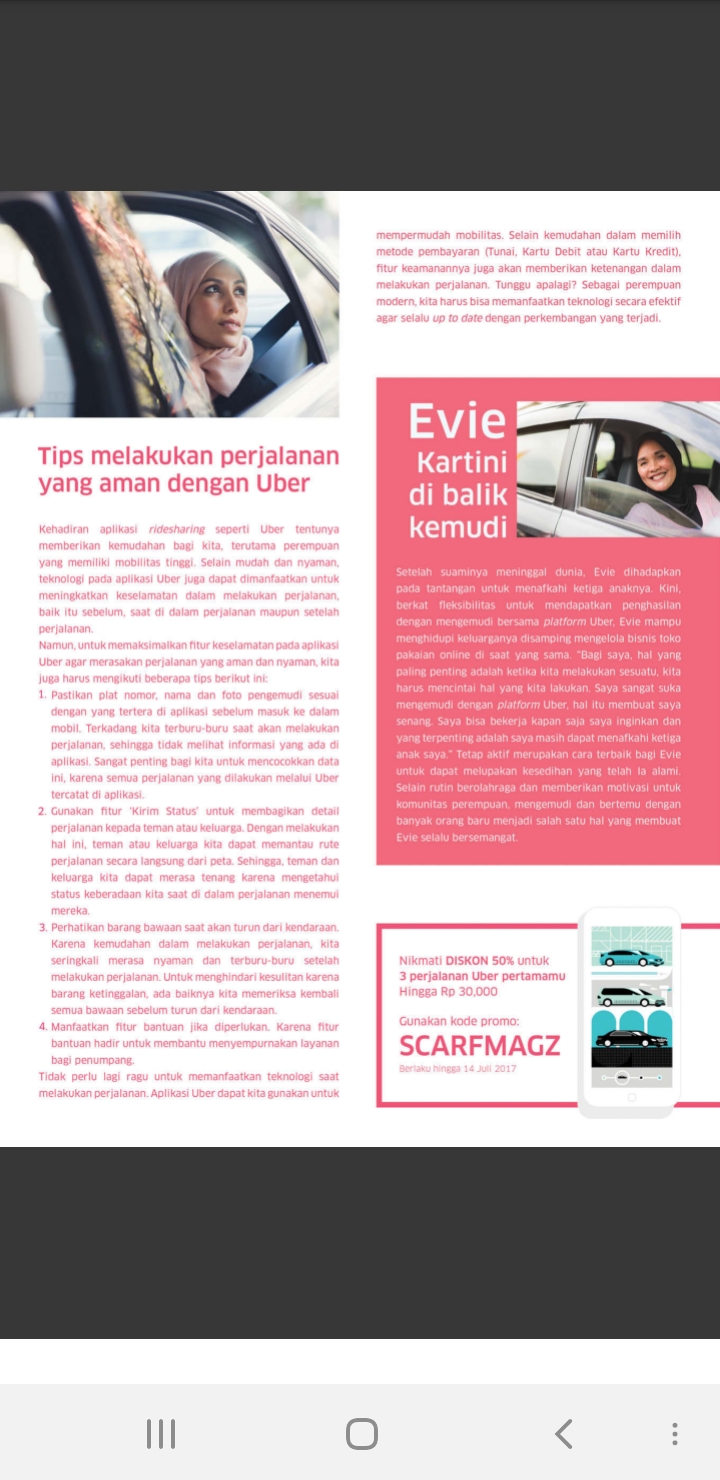 Tips melakukan perjalanan
yang aman dengan Uber
Kehadiran aplikasi ridesharing seperti Uber tentunya
memberikan kemudahan bagi kita, terutama perempuan
yang memiliki mobilitas tinggi. Selain mudah dan nyaman,
teknologi pada aplikasi Uber juga dapat dimanfaatkan untuk
meningkatkan keselamatan dalam melakukan perjalanan,
baik itu sebelum, saat di dalam perjalanan maupun setelah
perjalanan.
Namun, untuk memaksimalkan fitur keselamatan pada aplikasi
Uber agar merasakan perjalanan yang aman dan nyaman, kita
juga harus mengikuti beberapa tips berikut ini:
1. Pastikan plat nomor, nama dan foto pengemudi sesuai
dengan yang tertera di aplikasi sebelum masuk ke dalam
mobil. Terkadang kita terburu-buru saat akan melakukan
perjalanan, sehingga tidak melihat informasi yang ada di
aplikasi. Sangat penting bagi kita untuk mencocokkan data
ini, karena semua perjalanan yang dilakukan melalui Uber
tercatat di aplikasi.
2. Gunakan fitur 'Kirim Status' untuk membagikan detail
perjalanan kepada teman atau keluarga. Dengan melakukan
hal ini, teman atau keluarga kita dapat memantau rute
perjalanan secara langsung dari peta. Sehingga, teman dan
keluarga kita dapat merasa tenang karena mengetahui
status keberadaan kita saat di dalam perjalanan menemui
mereka.
3. Perhatikan barang bawaan saat akan turun dari kendaraan.
Karena kemudahan dalam melakukan perjalanan, kita
seringkali merasa nyaman dan terburu-buru setelah
melakukan perjalanan. Untuk menghindari kesulitan karena
barang ketinggalan, ada baiknya kita memeriksa kembali
semua bawaan sebelum turun dari kendaraan.
4. Manfaatkan fitur bantuan jika diperlukan. Karena fitur
bantuan hadir untuk membantu menyempurnakan layanan
bagi penumpang.
Tidak perlu lagi ragu untuk memanfaatkan teknologi saat
melakukan perjalanan. Aplikasi Uber dapat kita gunakan untuk
mempermudah mobilitas. Selain kemudahan dalam memilih
metode pembayaran (Tunai, Kartu Debit atau Kartu Kredit),
fitur keamanannya juga akan memberikan ketenangan dalam
melakukan perjalanan. Tunggu apalagi? Sebagai perempuan
modern, kita harus bisa memanfaatkan teknologi secara efektif
agar selalu up to date dengan perkembangan yang terjadi.
Evie
Kartini
di balik
kemudi
Setelah suaminya meninggal dunia, Evie dihadapkan
pada tantangan untuk menafkahi ketiga anaknya. Kini,
berkat fleksibilitas untuk mendapatkan penghasilan
dengan mengemudi bersama platform Uber, Evie mampu
menghidupi keluarganya disamping mengelola bisnis toko
pakaian online di saat yang sama. "Bagi saya, hal yang
paling penting adalah ketika kita melakukan sesuatu, kita
harus mencintai hal yang kita lakukan. Saya sangat suka
mengemudi dengan platform Uber, hal itu membuat saya
senang. Saya bisa bekerja kapan saja saya inginkan dan
yang terpenting adalah saya masih dapat menafkahi ketiga
anak saya." Tetap aktif merupakan cara terbaik bagi Evie
untuk dapat melupakan kesedihan yang telah Ia alami.
Selain rutin berolahraga dan memberikan motivasi untuk
komunitas perempuan, mengemudi dan bertemu dengan
banyak orang baru menjadi salah satu hal yang membuat
Evie selalu bersemangat.
Nikmati DISKON 50% untuk
3 perjalanan Uber pertamamu
Hingga Rp 30,000
Gunakan kode promo:
SCARFMAGZ
Berlaku hingga 14 Juli 2017